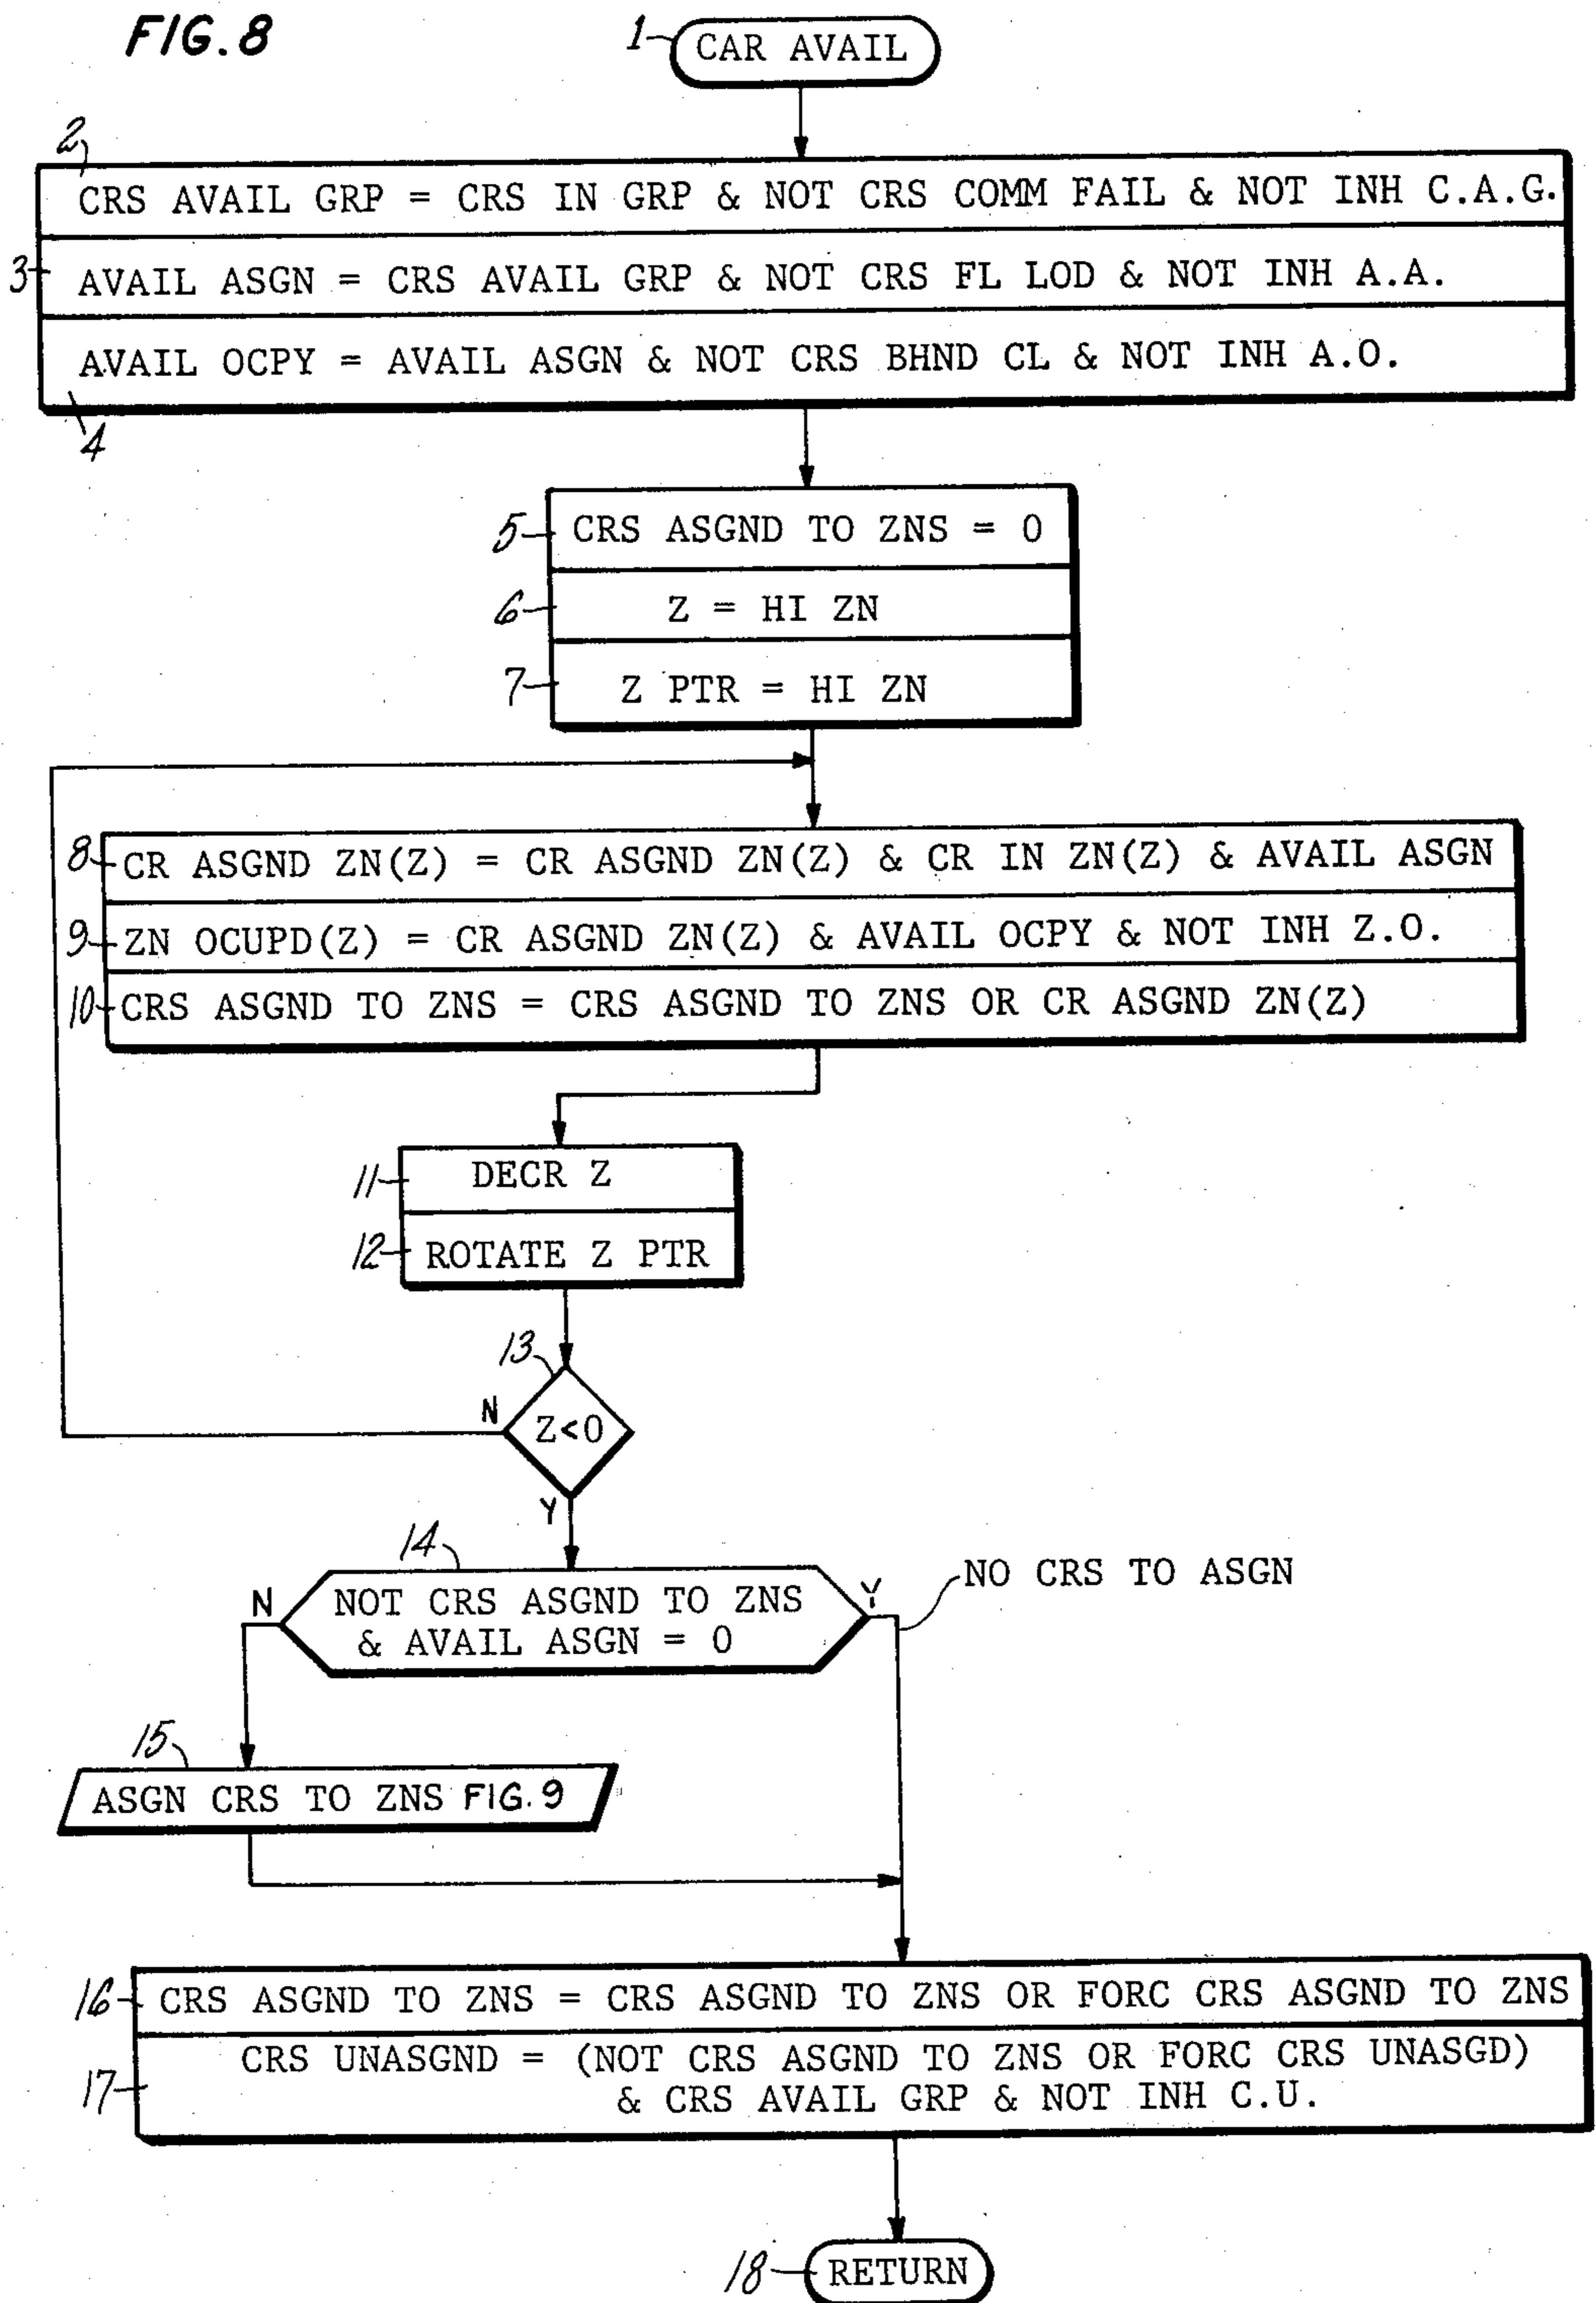 FIG. 8
1 CAR AVAIL
2
CRS AVAIL GRP = CRS IN GRP & NOT CRS COMM FAIL & NOT INH C.A.G.
3 AVAIL ASGN = CRS AVAIL GRP & NOT CRS FL LOD & NOT INH A.A.
AVAIL OCPY = AVAIL ASGN & NOT CRS BHND CL & NOT INH A.O.
4
5 CRS ASGND TO ZNS = 0
6 Z = HI ZN
7 Z PTR = HI ZN
8 CR ASGND ZN(Z) = CR ASGND ZN(Z) & CR IN ZN(Z) & AVAIL ASGN
9 ZN OCUPD(Z) = CR ASGND ZN(Z) & AVAIL OCPY & NOT INH Z.O.
10 CRS ASGND TO ZNS = CRS ASGND TO ZNS OR CR ASGND ZN(Z)
11 DECR Z
12 ROTATE Z PTR
13
N Z<0
Y
14
NO CRS TO ASGN
N NOT CRS ASGND TO ZNS Y
& AVAIL ASGN = 0
15
ASGN CRS TO ZNS FIG. 9
16 CRS ASGND TO ZNS = CRS ASGND TO ZNS OR FORC CRS ASGND TO ZNS
CRS UNASGND = (NOT CRS ASGND TO ZNS OR FORC CRS UNASGD)
17 & CRS AVAIL GRP & NOT INH C.U.
18 RETURN